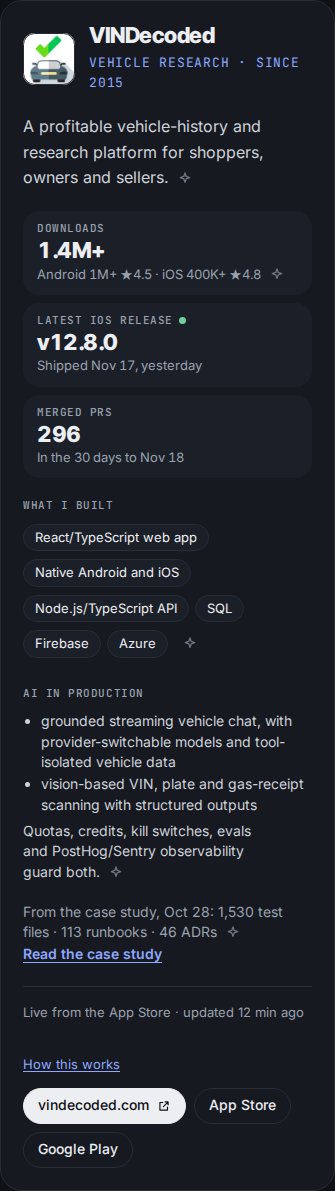 VINDecoded
VEHICLE RESEARCH · SINCE
2015
A profitable vehicle-history and
research platform for shoppers,
owners and sellers.
DOWNLOADS
1.4M+
Android 1M+ ★4.5 · iOS 400K+ ★4.8
LATEST IOS RELEASE
v12.8.0
Shipped Nov 17, yesterday
MERGED PRS
296
In the 30 days to Nov 18
WHAT I BUILT
React/TypeScript web app
Native Android and iOS
Node.js/TypeScript API SQL
Firebase Azure
AI IN PRODUCTION
• grounded streaming vehicle chat, with
provider-switchable models and tool-
isolated vehicle data
• vision-based VIN, plate and gas-receipt
scanning with structured outputs
Quotas, credits, kill switches, evals
and PostHog/Sentry observability
guard both.
From the case study, Oct 28: 1,530 test
files · 113 runbooks · 46 ADRs
Read the case study
Live from the App Store · updated 12 min ago
How this works
vindecoded.com App Store
Google Play